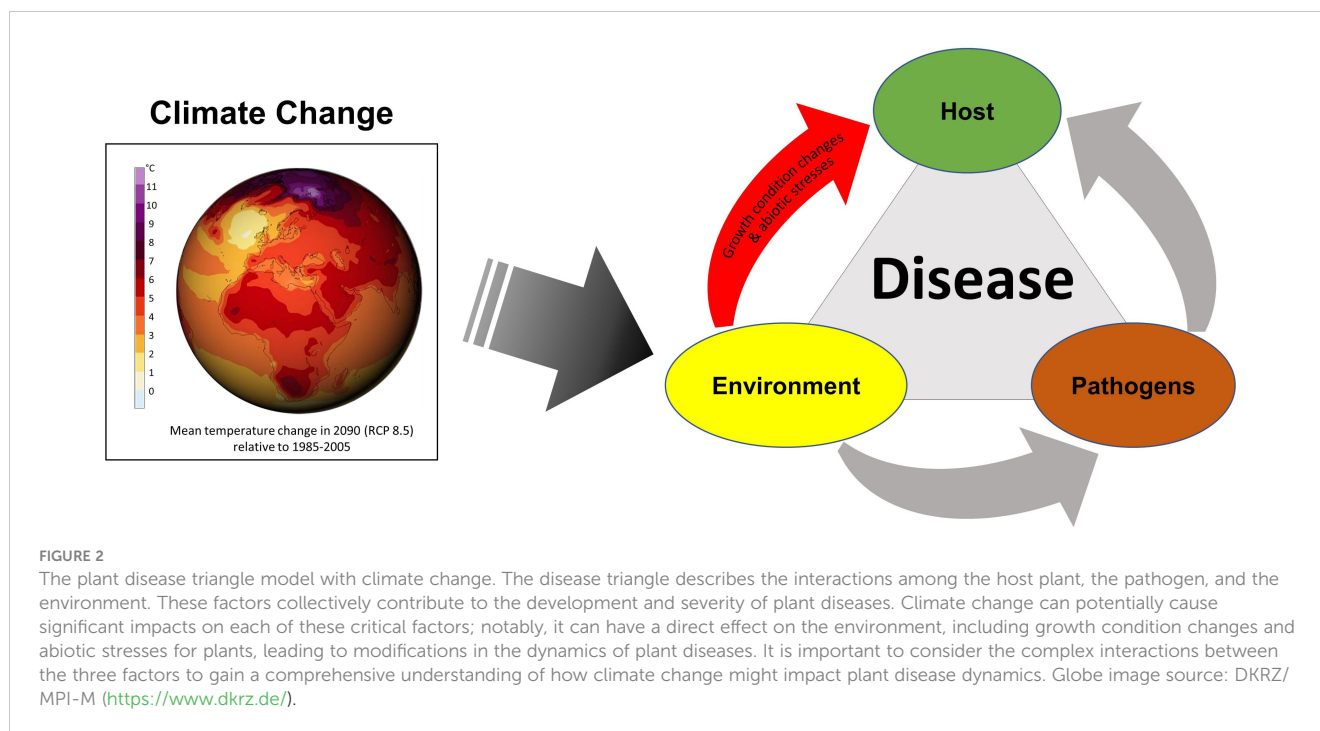 Climate Change
°C
11
10
9
8
7
6
5
4
3
2
1
0
Mean temperature change in 2090 (RCP 8.5)
relative to 1985-2005
Host
Growth condition changes
& abiotic stresses
Disease
Environment
Pathogens
FIGURE 2
The plant disease triangle model with climate change. The disease triangle describes the interactions among the host plant, the pathogen, and the
environment. These factors collectively contribute to the development and severity of plant diseases. Climate change can potentially cause
significant impacts on each of these critical factors; notably, it can have a direct effect on the environment, including growth condition changes and
abiotic stresses for plants, leading to modifications in the dynamics of plant diseases. It is important to consider the complex interactions between
the three factors to gain a comprehensive understanding of how climate change might impact plant disease dynamics. Globe image source: DKRZ/
MPI-M (https://www.dkrz.de/).